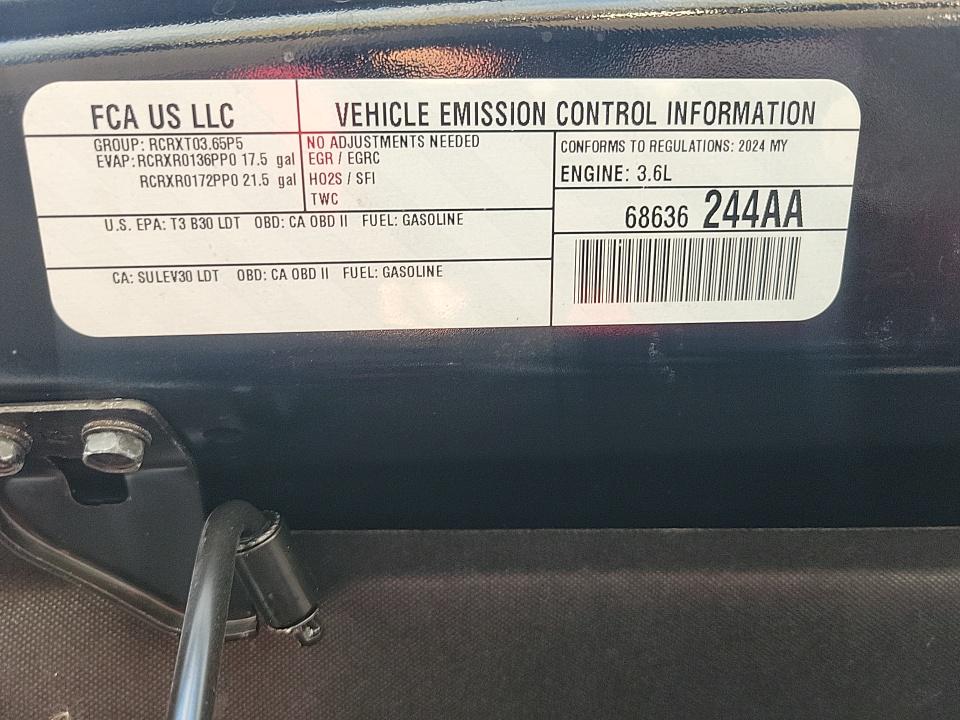 FCA US LLC
VEHICLE EMISSION CONTROL INFORMATION
GROUP: RCRXT03.65P5
EVAP: RCRXR0136PP0 17.5 gal
RCRXR0172PP0 21.5 gal
NO ADJUSTMENTS NEEDED
EGR / EGRC
HO2S / SFI
TWC
CONFORMS TO REGULATIONS: 2024 MY
ENGINE: 3.6L
68636 244AA
U.S. EPA: T3 B30 LDT OBD: CA OBD II FUEL: GASOLINE
CA: SULEV30 LDT OBD: CA OBD II FUEL: GASOLINE